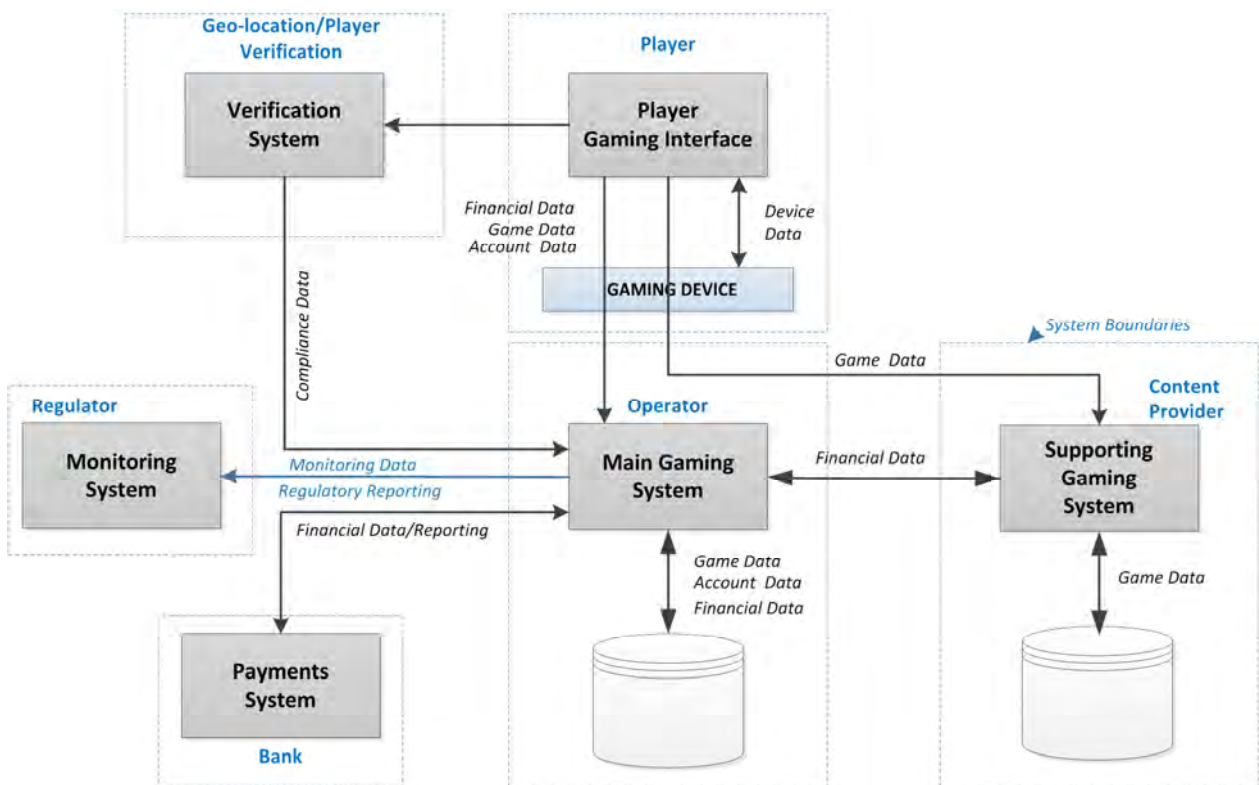 Geo-location/Player
Verification
Verification
System
Player
Player
Gaming Interface
Financial Data
Game Data
Account Data
Device
Data
GAMING DEVICE
Compliance Data
System Boundaries
Game Data
Content
Provider
Regulator
Monitoring
System
Monitoring Data
Regulatory Reporting
Financial Data/Reporting
Operator
Main Gaming
System
Financial Data
Supporting
Gaming
System
Game Data
Account Data
Financial Data
Game Data
Payments
System
Bank